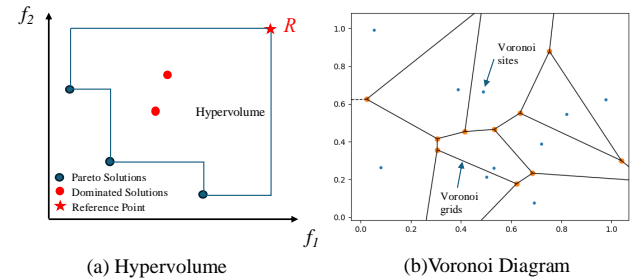 f2
R
Hypervolume
Pareto Solutions
Dominated Solutions
Reference Point
f1
(a) Hypervolume
1.0
0.8
0.6
0.4
0.2
0.0
0.0 0.2 0.4 0.6 0.8 1.0
Voronoi
sites
Voronoi
grids
(b)Voronoi Diagram